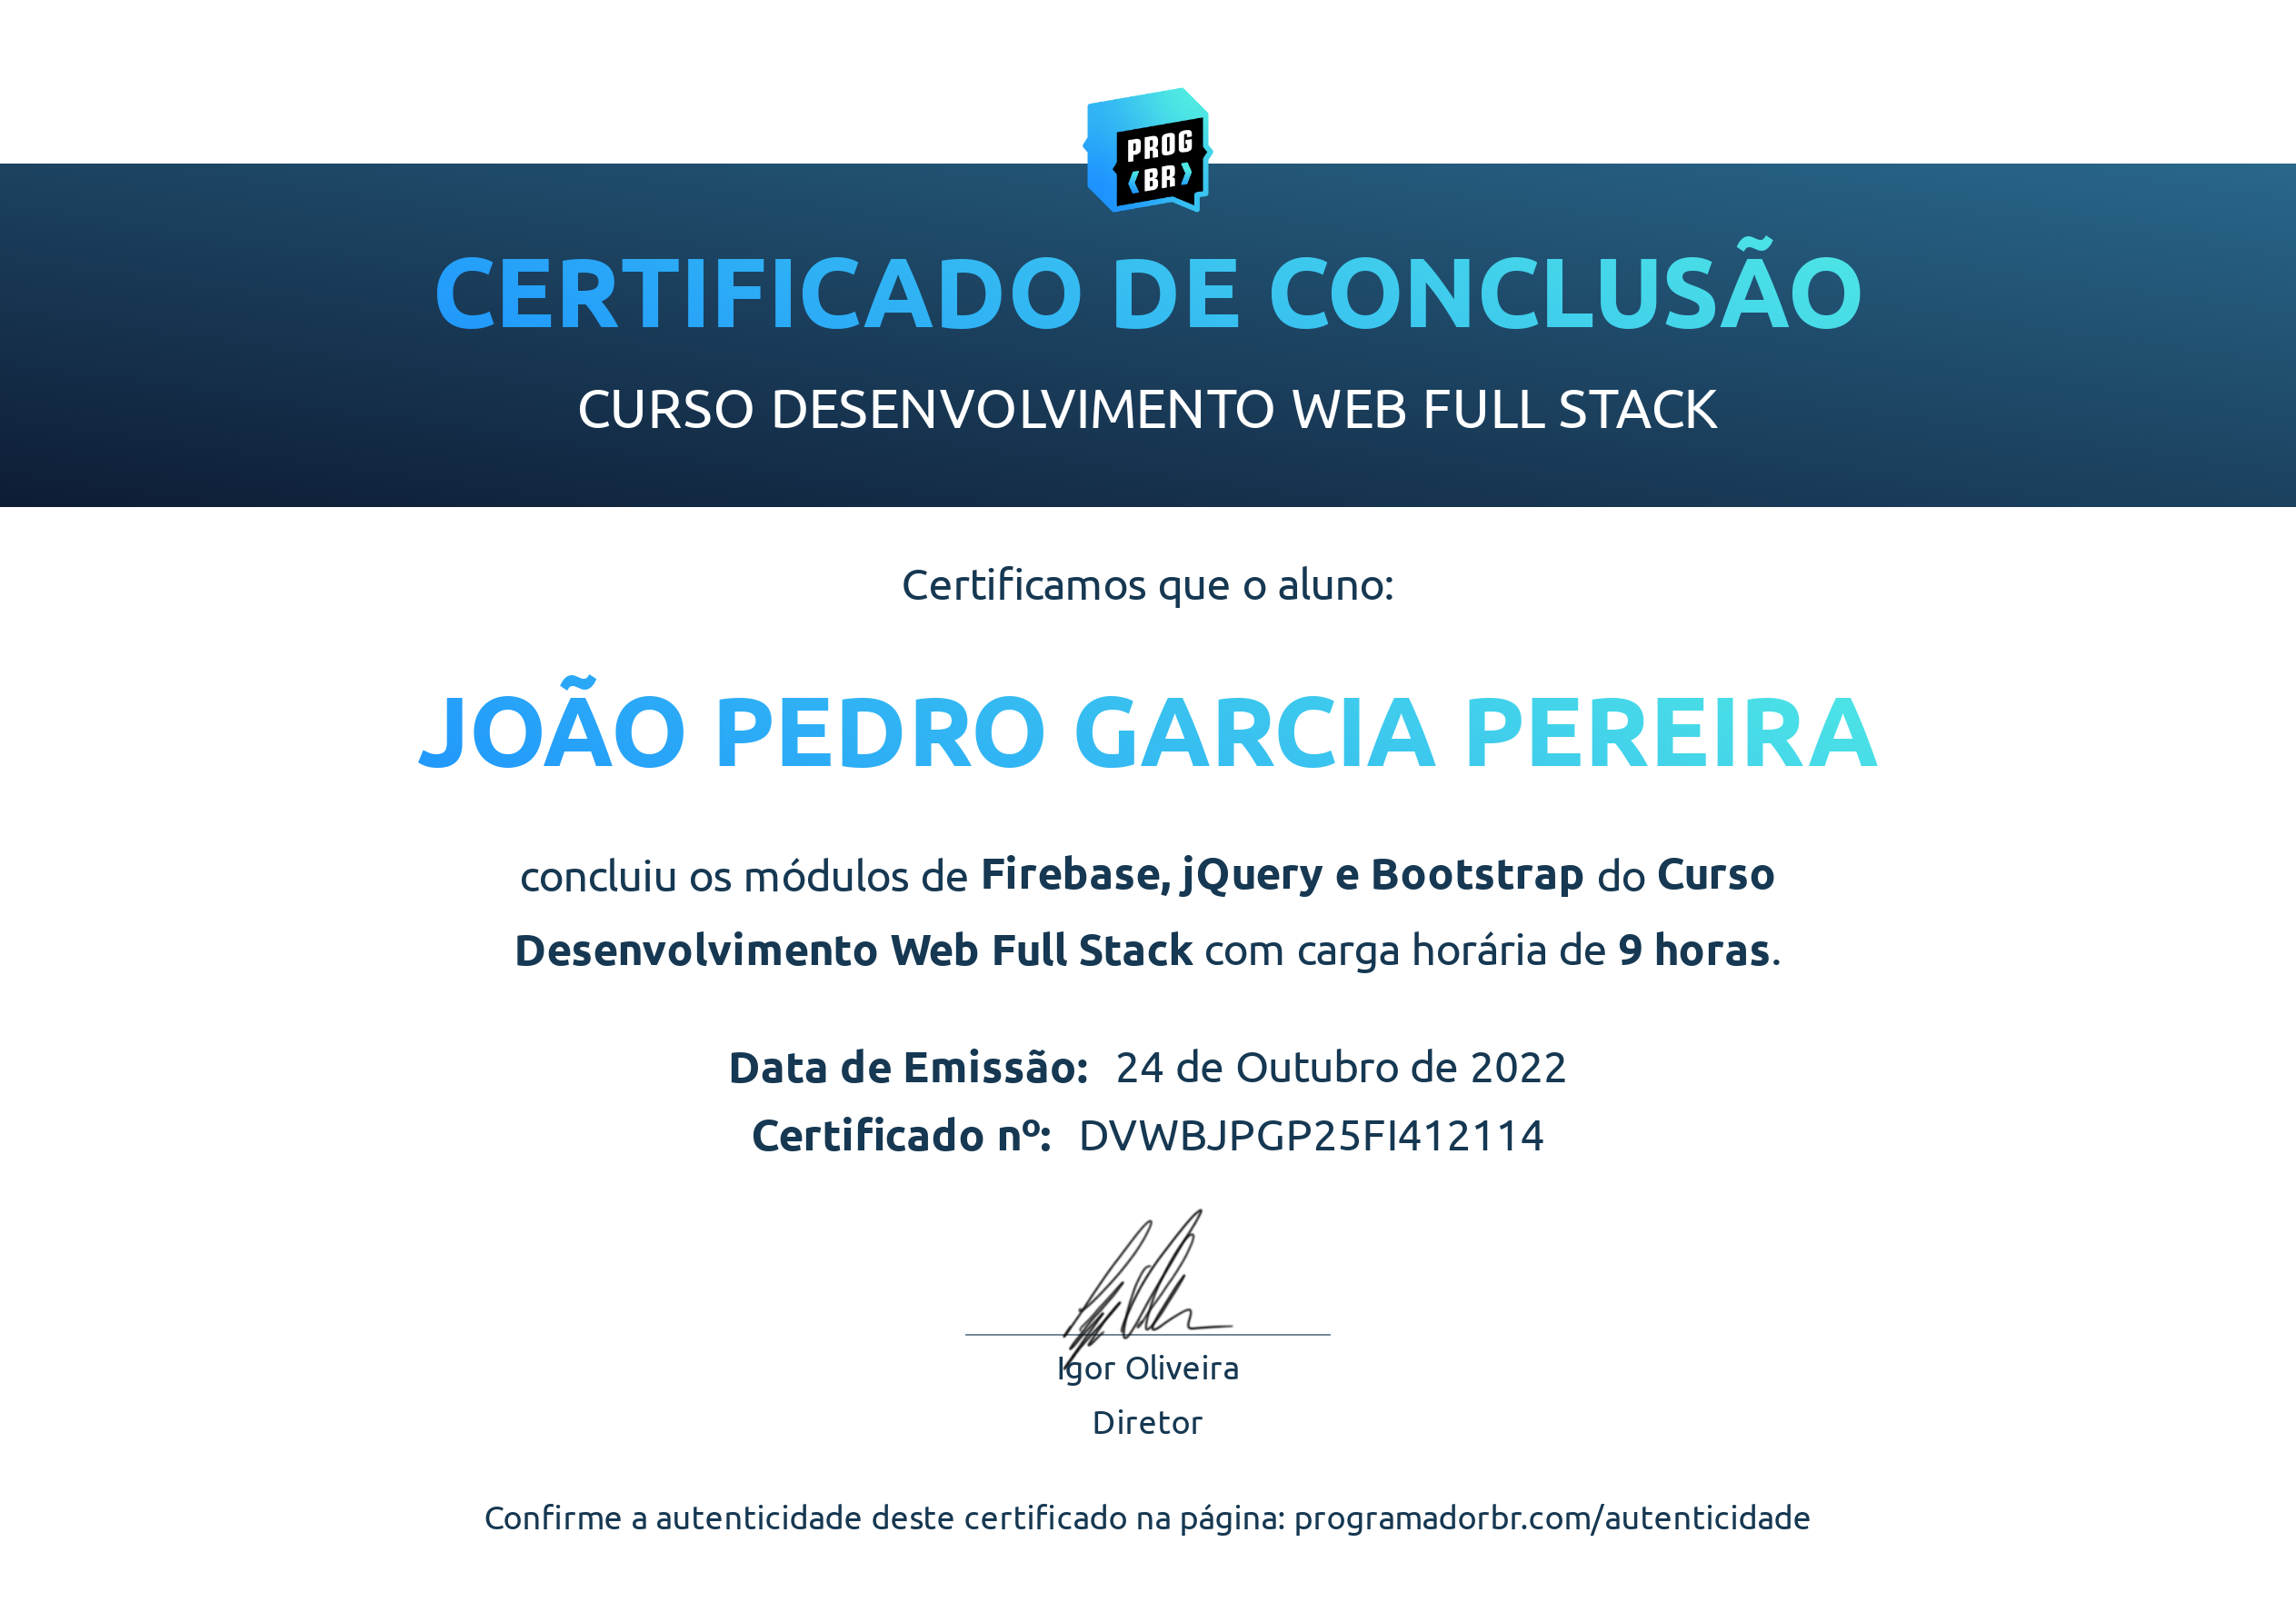 PROG
BR
CERTIFICADO DE CONCLUSÃO
CURSO DESENVOLVIMENTO WEB FULL STACK
Certificamos que o aluno:
JOÃO PEDRO GARCIA PEREIRA
concluiu os módulos de Firebase, jQuery e Bootstrap do Curso
Desenvolvimento Web Full Stack com carga horária de 9 horas.
Data de Emissão: 24 de Outubro de 2022
Certificado nº: DVWBJPGP25FI412114
Igor Oliveira
Diretor
Confirme a autenticidade deste certificado na página: programadorbr.com/autenticidade